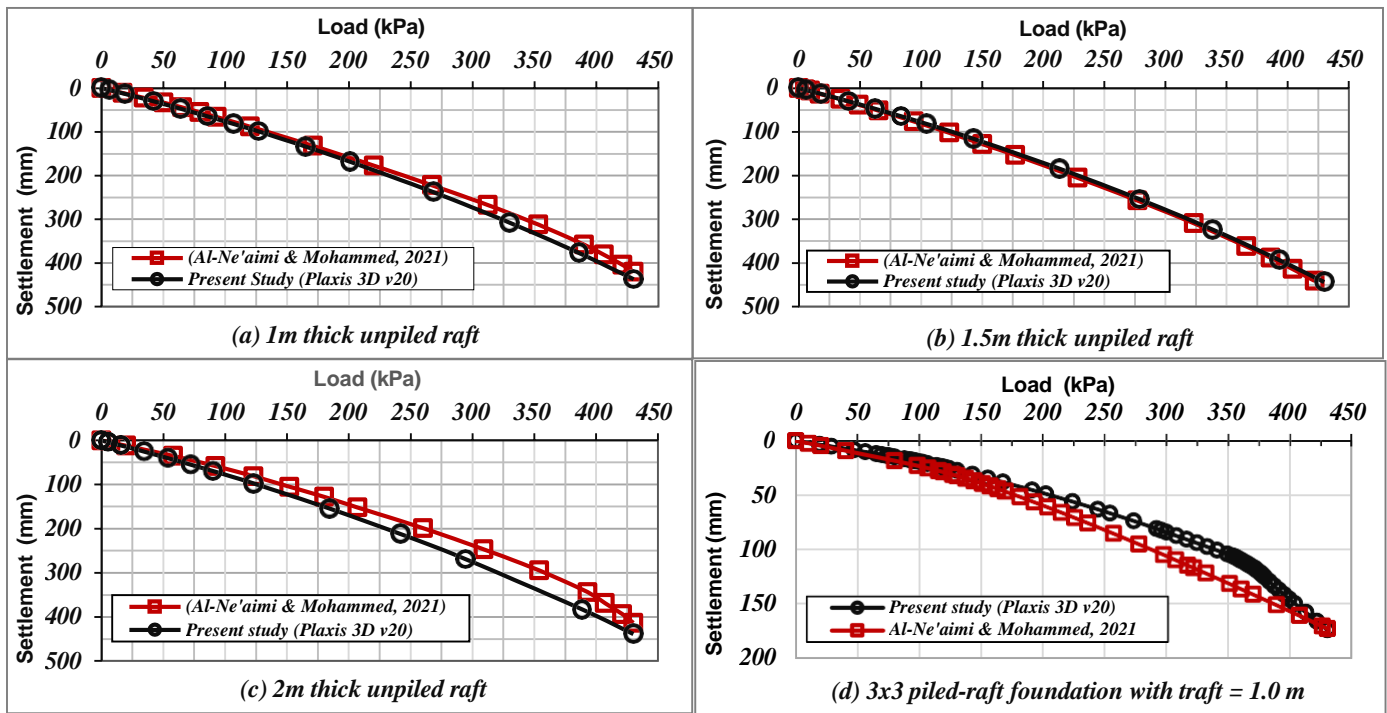 Load (kPa)
0 50 100 150 200 250 300 350 400 450
0
100
200
300
400
500
Settlement (mm)
(Al-Ne'aimi & Mohammed, 2021)
Present Study (Plaxis 3D v20)
(a) 1m thick unpiled raft
Load (kPa)
0 50 100 150 200 250 300 350 400 450
0
100
200
300
400
500
Settlement (mm)
(Al-Ne'aimi & Mohammed, 2021)
Present study (Plaxis 3D v20)
(b) 1.5m thick unpiled raft
Load (kPa)
0 50 100 150 200 250 300 350 400 450
0
100
200
300
400
500
Settlement (mm)
(Al-Ne'aimi & Mohammed, 2021)
Present study (Plaxis 3D v20)
(c) 2m thick unpiled raft
Load (kPa)
0 50 100 150 200 250 300 350 400 450
0
50
100
150
200
Settlement (mm)
Present study (Plaxis 3D v20)
Al-Ne'aimi & Mohammed, 2021
(d) 3x3 piled-raft foundation with traft = 1.0 m